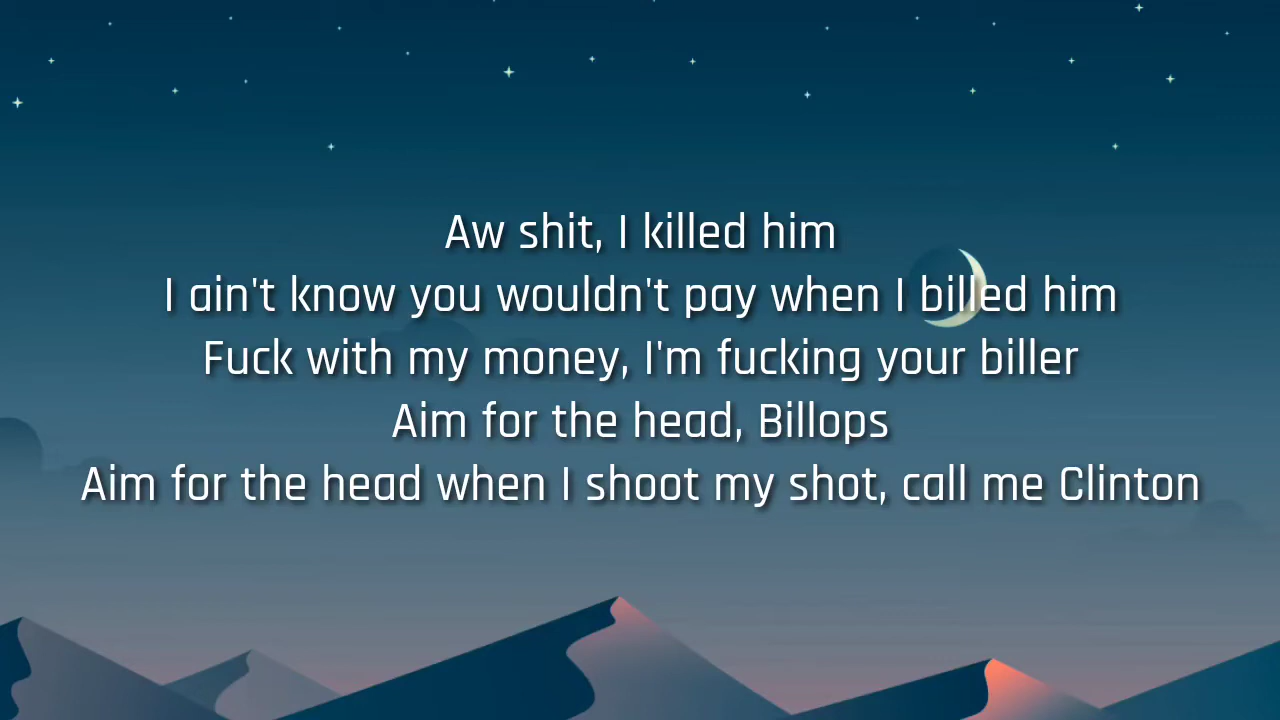 Aw shit, I killed him
I ain't know you wouldn't pay when I billed him
Fuck with my money, I'm fucking your biller
Aim for the head, Billops
Aim for the head when I shoot my shot, call me Clinton